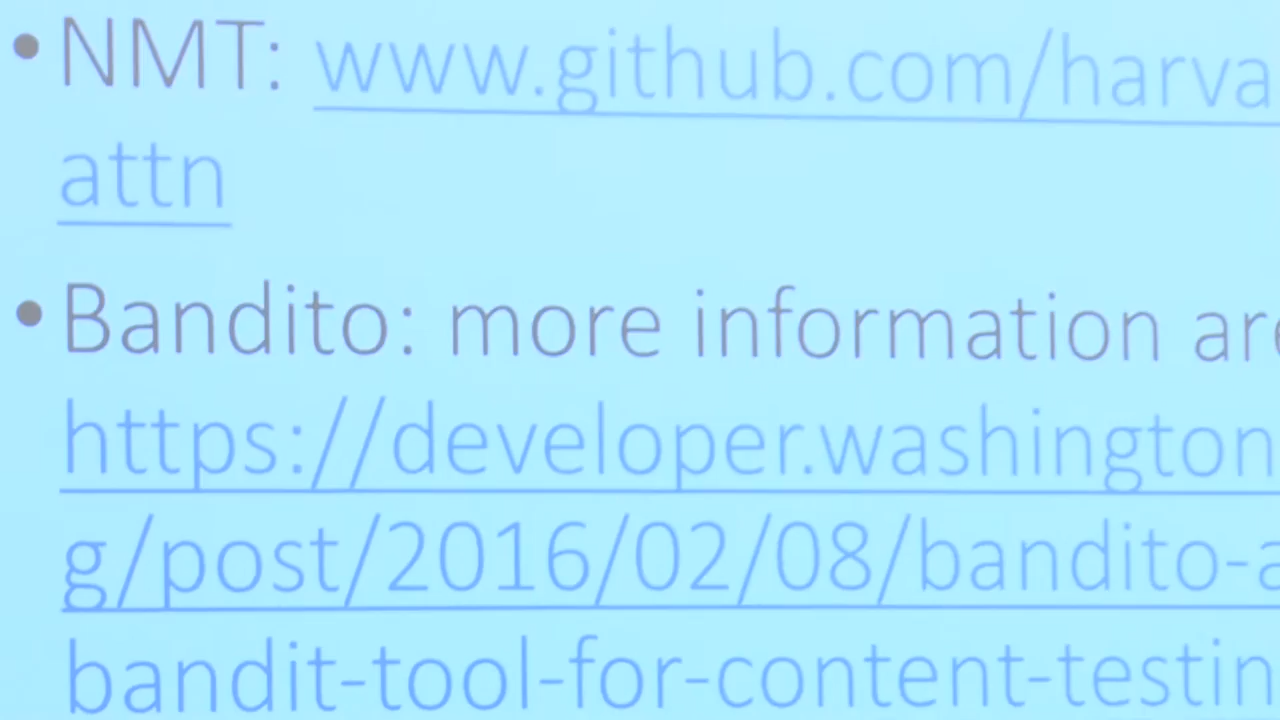 • NMT: www.github.com/harva
attn
• Bandito: more information are
https://developer.washington
g/post/2016/02/08/bandito-a
bandit-tool-for-content-testin